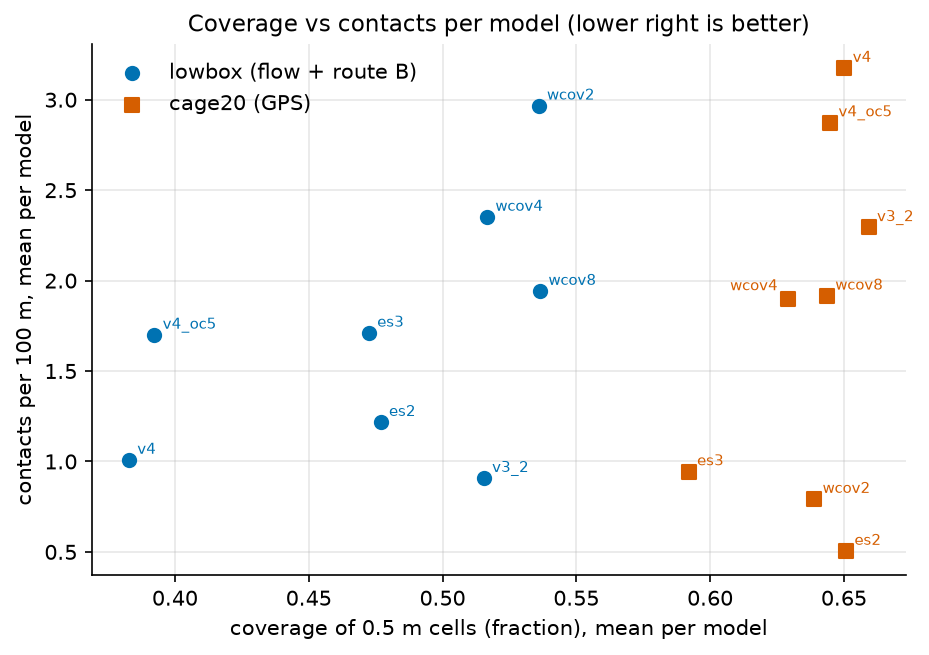 Coverage vs contacts per model (lower right is better)
lowbox (flow + route B)
cage20 (GPS)
v4
wcov2
v4_oc5
v3_2
wcov4
wcov8
wcov4
wcov8
v4_oc5
es3
es2
v4
v3_2
es3
wcov2
es2
3.0
2.5
2.0
1.5
1.0
0.5
contacts per 100 m, mean per model
0.40 0.45 0.50 0.55 0.60 0.65
coverage of 0.5 m cells (fraction), mean per model